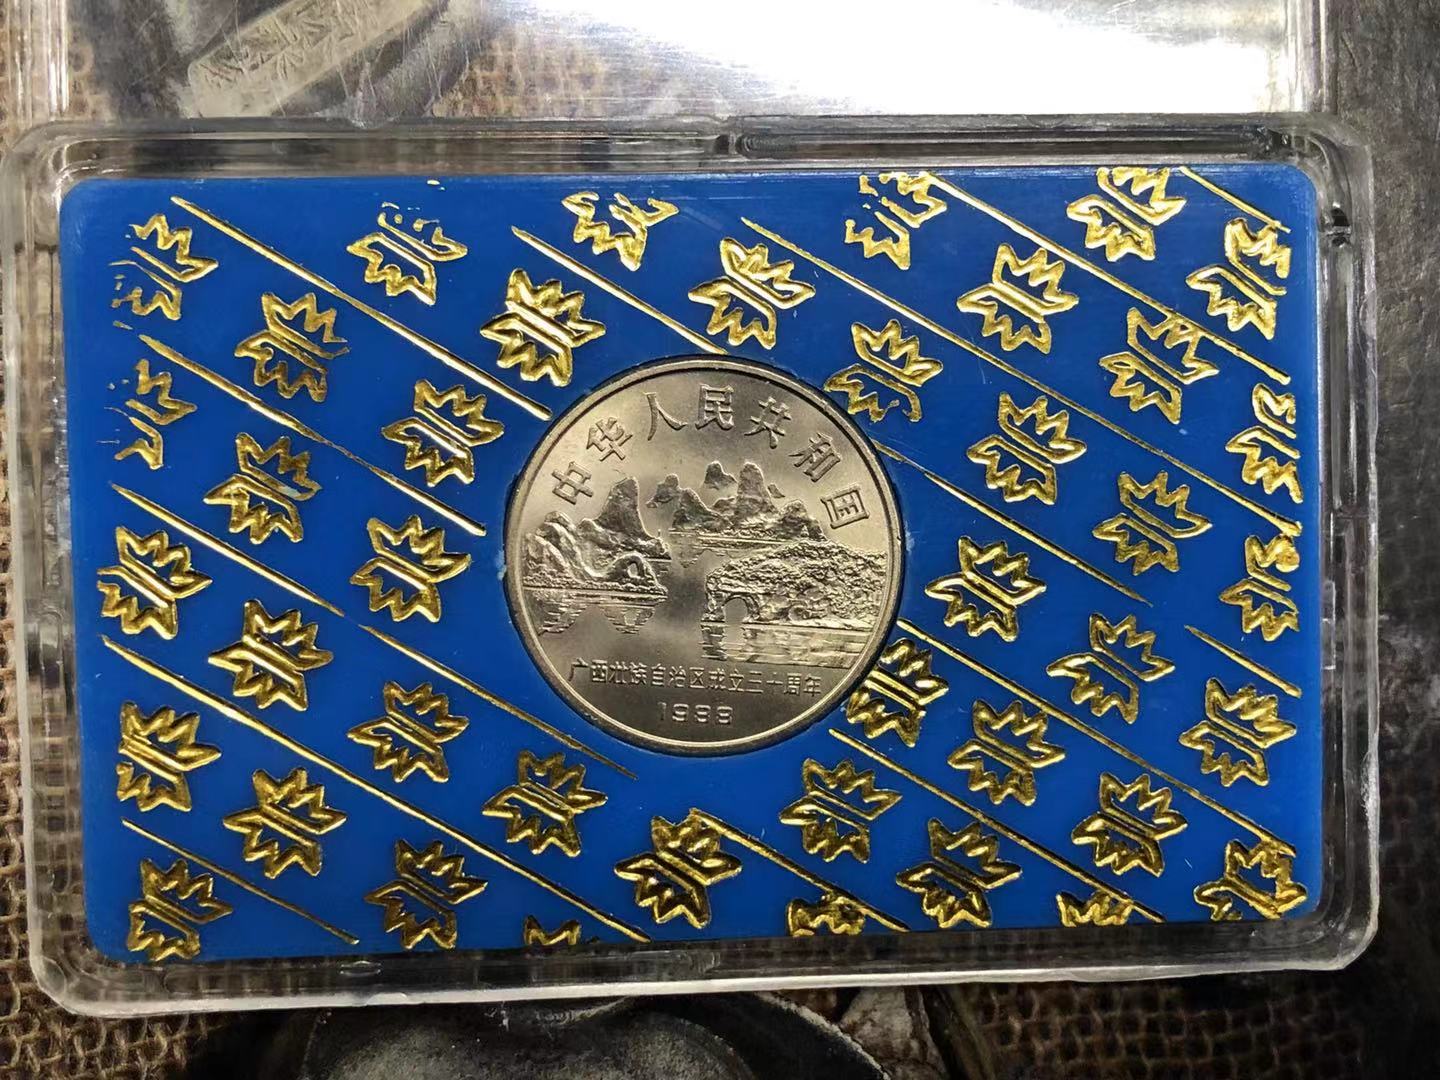 中华人民共和国
广西壮族自治区成立三十周年
1988